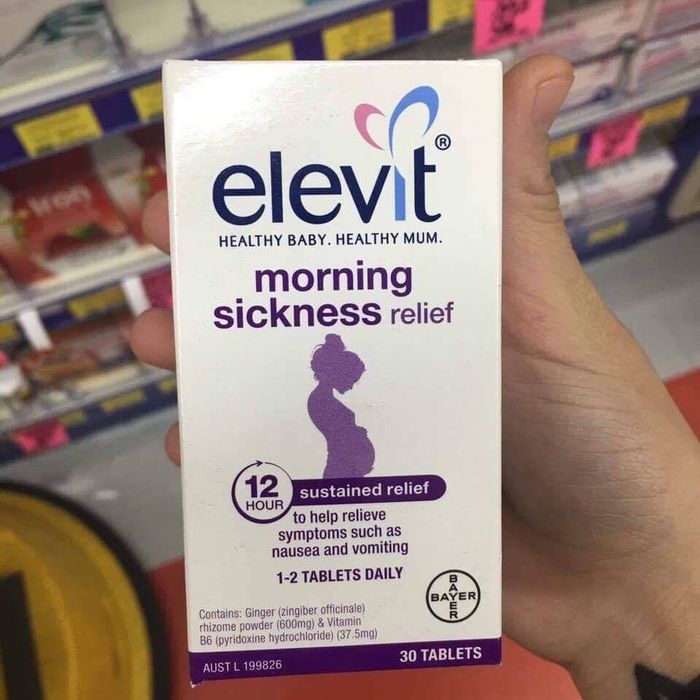 elevit®
HEALTHY BABY. HEALTHY MUM.
morning
sickness relief
12
HOUR
sustained relief
to help relieve
symptoms such as
nausea and vomiting
1-2 TABLETS DAILY
BAYER
BAYER
Contains: Ginger (zingiber officinale)
rhizome powder (600mg) & Vitamin
B6 (pyridoxine hydrochloride) (37.5mg)
AUST L 199826
30 TABLETS